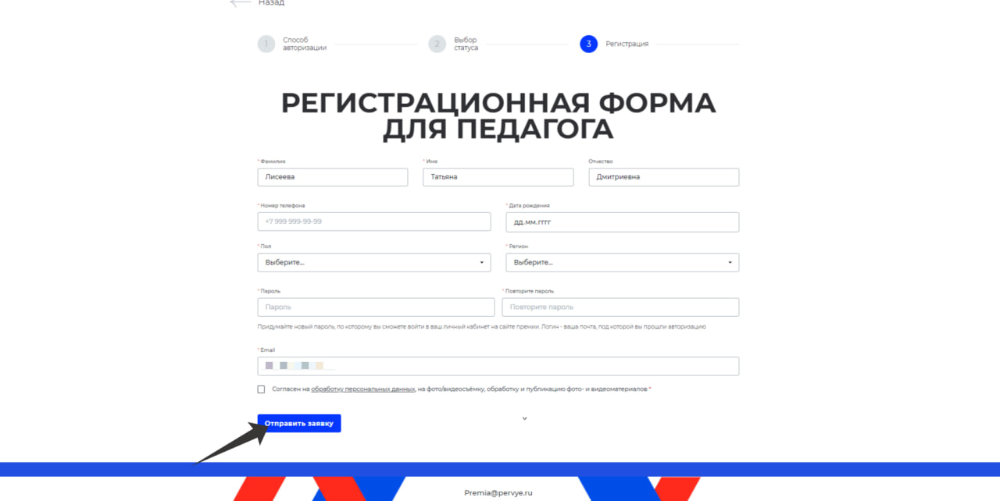 Назад
1 Способ авторизации
2 Выбор статуса
3 Регистрация
РЕГИСТРАЦИОННАЯ ФОРМА
ДЛЯ ПЕДАГОГА
* Фамилия * Имя Отчество
Лисеева Татьяна Дмитриевна
* Номер телефона * Дата рождения
+7 999 999-99-99 дд.мм.гггг
* Пол * Регион
Выберите... Выберите...
* Пароль * Повторите пароль
Пароль Повторите пароль
Придумайте новый пароль, по которому вы сможете войти в ваш личный кабинет на сайте премии. Логин - ваша почта, под которой вы прошли авторизацию
* Email
Согласен на обработку персональных данных, на фото/видеосъёмку, обработку и публикацию фото- и видеоматериалов *
Отправить заявку
Premia@pervye.ru